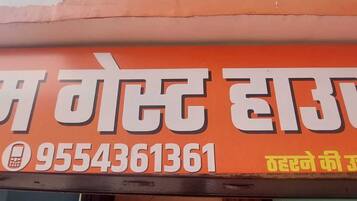 म गेस्ट हाउ
9554361361
ठहरने की उ